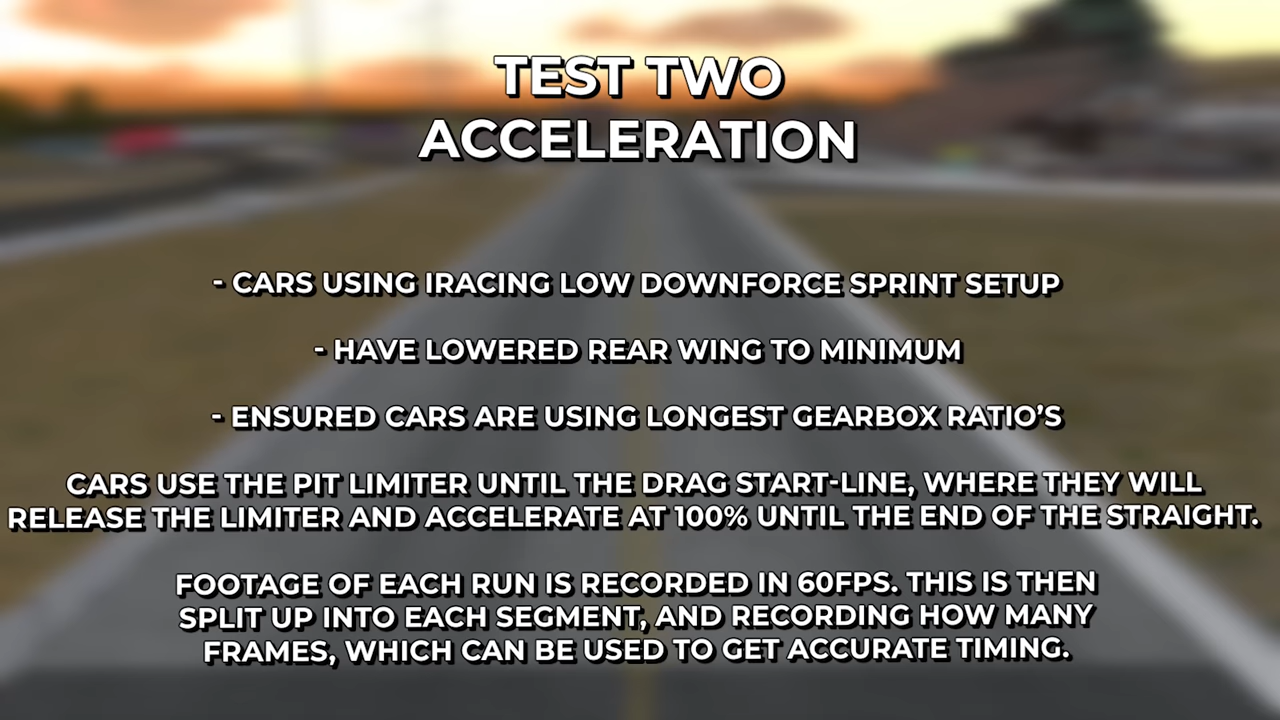 TEST TWO
ACCELERATION
- CARS USING IRACING LOW DOWNFORCE SPRINT SETUP
- HAVE LOWERED REAR WING TO MINIMUM
- ENSURED CARS ARE USING LONGEST GEARBOX RATIO’S
CARS USE THE PIT LIMITER UNTIL THE DRAG START-LINE, WHERE THEY WILL
RELEASE THE LIMITER AND ACCELERATE AT 100% UNTIL THE END OF THE STRAIGHT.
FOOTAGE OF EACH RUN IS RECORDED IN 60FPS. THIS IS THEN
SPLIT UP INTO EACH SEGMENT, AND RECORDING HOW MANY
FRAMES, WHICH CAN BE USED TO GET ACCURATE TIMING.